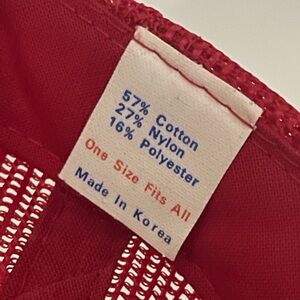 57% Cotton
27% Nylon
16% Polyester
One Size Fits All
Made In Korea